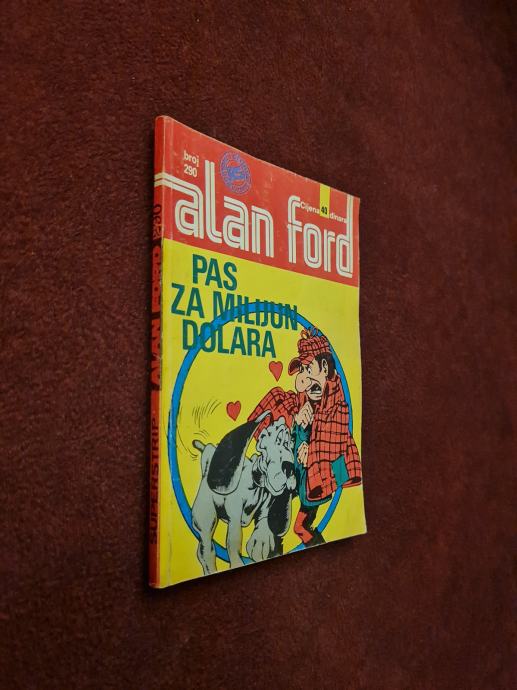 broj
290
Cijena 40 dinara
alan ford
PAS
ZA MILIJUN
DOLARA
SUPERSTRIP ALAN FORD 290